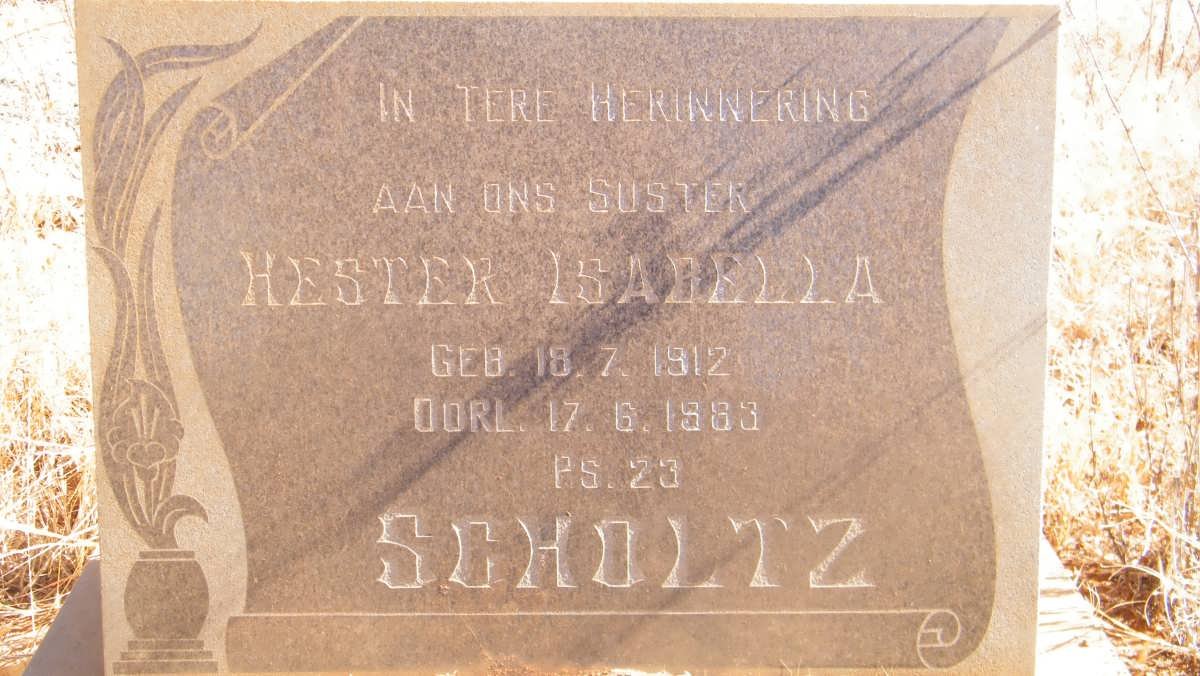 In Tere Herinnering
aan ons Suster
Hester Isabella
Geb. 18. 7. 1912
Oorl. 17. 6. 1983
Ps. 23
Scholtz